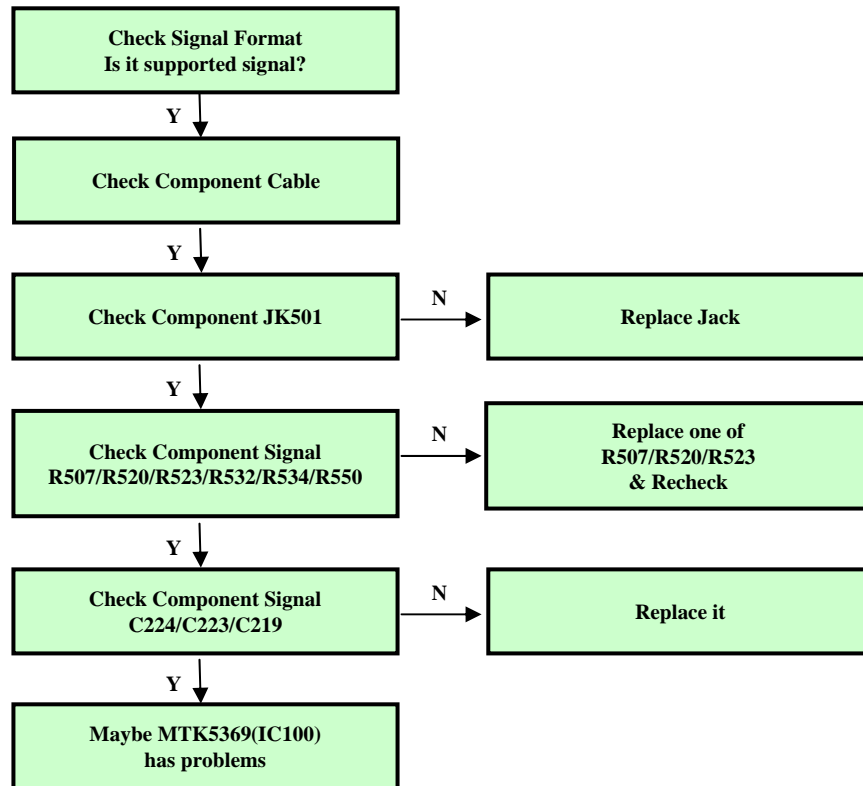 Check Signal Format
Is it supported signal?
Y
Check Component Cable
Y
Check Component JK501
N
Replace Jack
Y
Check Component Signal
R507/R520/R523/R532/R534/R550
N
Replace one of
R507/R520/R523
& Recheck
Y
Check Component Signal
C224/C223/C219
N
Replace it
Y
Maybe MTK5369(IC100)
has problems